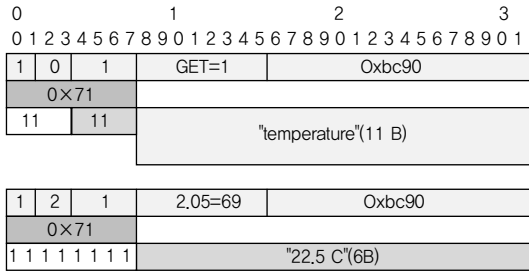 0 1 2 3
0 1 2 3 4 5 6 7 8 9 0 1 2 3 4 5 6 7 8 9 0 1 2 3 4 5 6 7 8 9 0 1
1 0 1 GET=1 0xbc90
0×71
11 11 "temperature"(11 B)
1 2 1 2.05=69 0xbc90
0×71
1 1 1 1 1 1 1 1 "22.5 C"(6B)